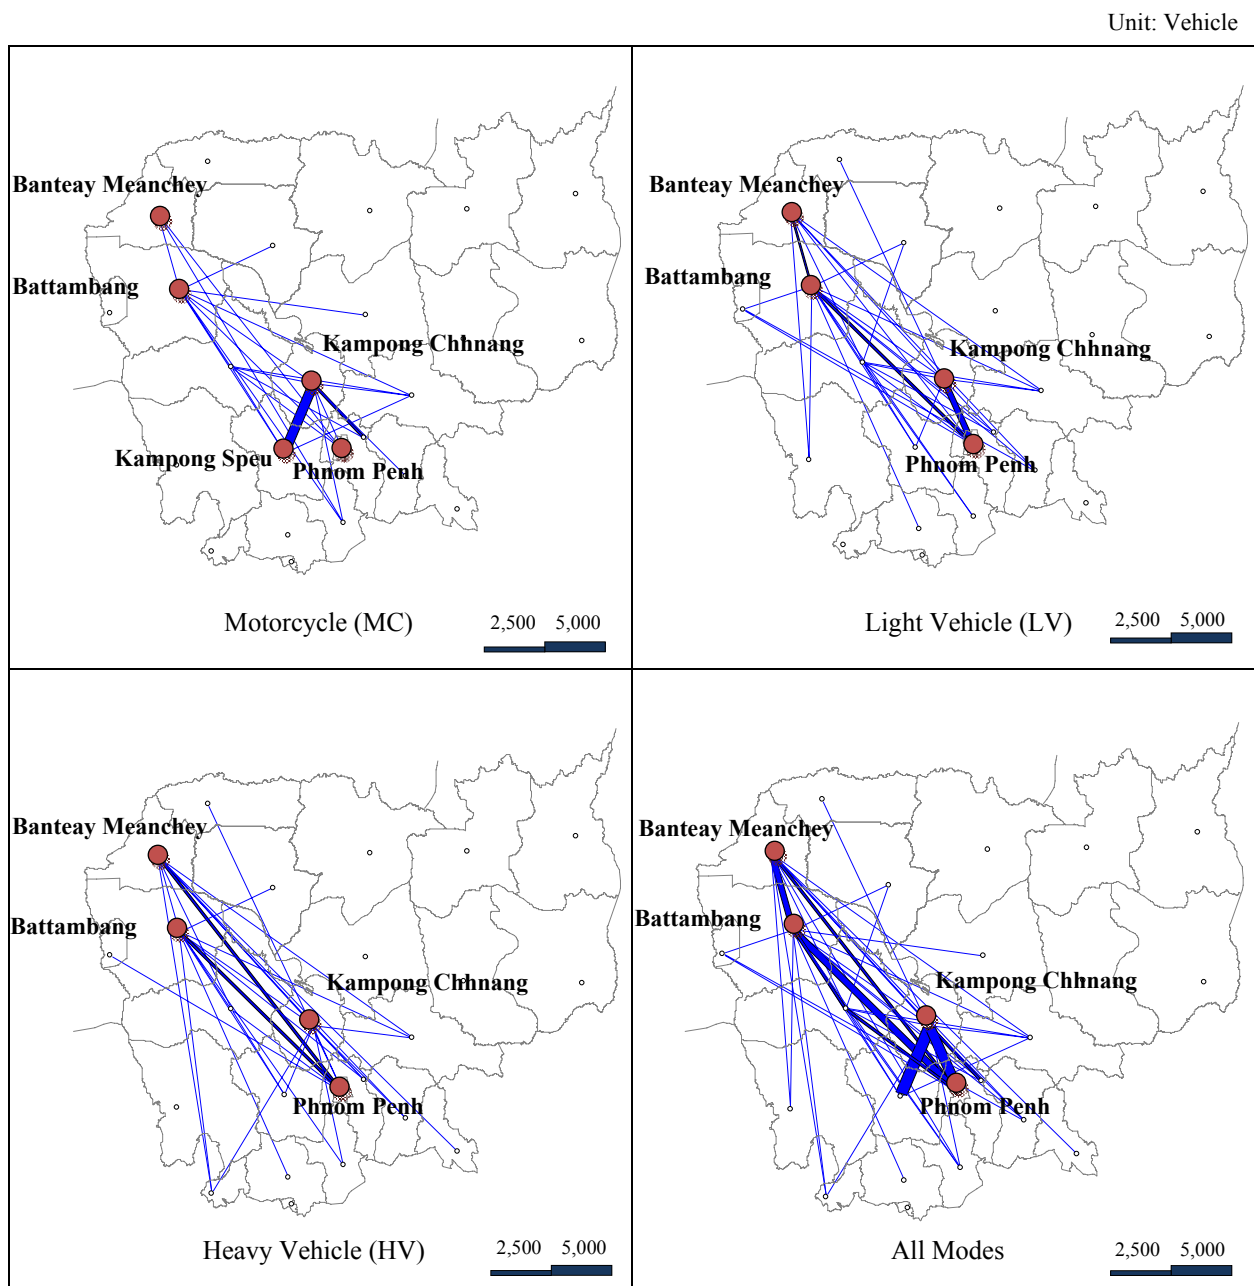 Unit: Vehicle
Banteay Meanchey
Battambang
Kampong Chhnang
Kampong Speu
Phnom Penh
Motorcycle (MC)
2,500 5,000
Banteay Meanchey
Battambang
Kampong Chhnang
Phnom Penh
Light Vehicle (LV)
2,500 5,000
Banteay Meanchey
Battambang
Kampong Chhnang
Phnom Penh
Heavy Vehicle (HV)
2,500 5,000
Banteay Meanchey
Battambang
Kampong Chhnang
Phnom Penh
All Modes
2,500 5,000